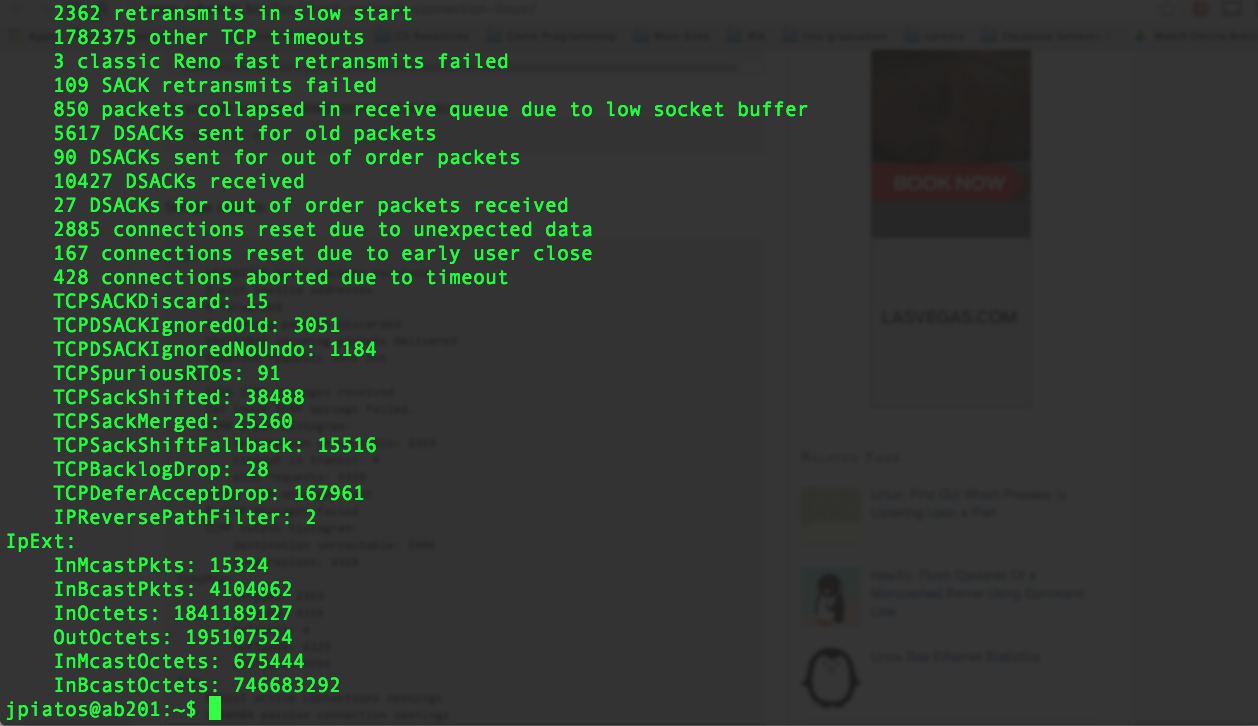 2362 retransmits in slow start
1782375 other TCP timeouts
3 classic Reno fast retransmits failed
109 SACK retransmits failed
850 packets collapsed in receive queue due to low socket buffer
5617 DSACKs sent for old packets
90 DSACKs sent for out of order packets
10427 DSACKs received
27 DSACKs for out of order packets received
2885 connections reset due to unexpected data
167 connections reset due to early user close
428 connections aborted due to timeout
TCPSACKDiscard: 15
TCPDSACKIgnoredOld: 3051
TCPDSACKIgnoredNoUndo: 1184
TCPSpuriousRTOs: 91
TCPSackShifted: 38488
TCPSackMerged: 25260
TCPSackShiftFallback: 15516
TCPBacklogDrop: 28
TCPDeferAcceptDrop: 167961
IPReversePathFilter: 2
IpExt:
InMcastPkts: 15324
InBcastPkts: 4104062
InOctets: 1841189127
OutOctets: 195107524
InMcastOctets: 675444
InBcastOctets: 746683292
jpiatos@ab201:~$
BOOK NOW
LASVEGAS.COM